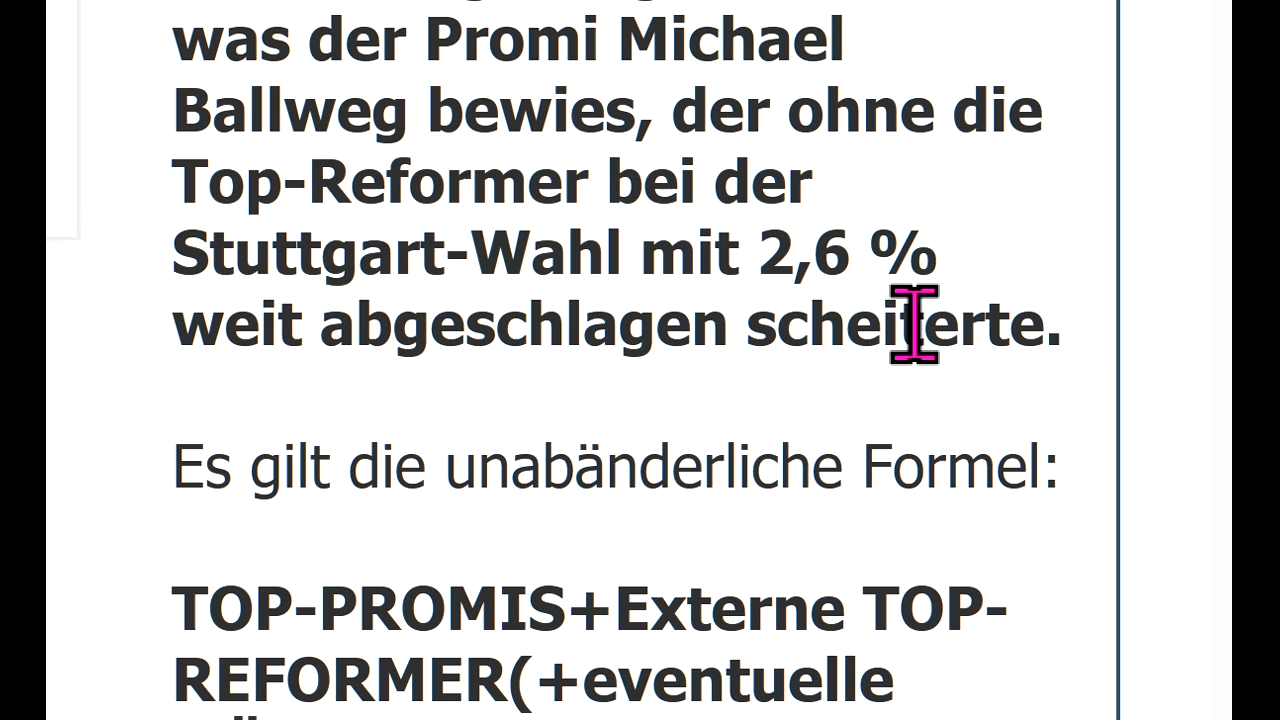 was der Promi Michael
Ballweg bewies, der ohne die
Top-Reformer bei der
Stuttgart-Wahl mit 2,6 %
weit abgeschlagen scheiterte.
Es gilt die unabänderliche Formel:
TOP-PROMIS+Externe TOP-
REFORMER(+eventuelle